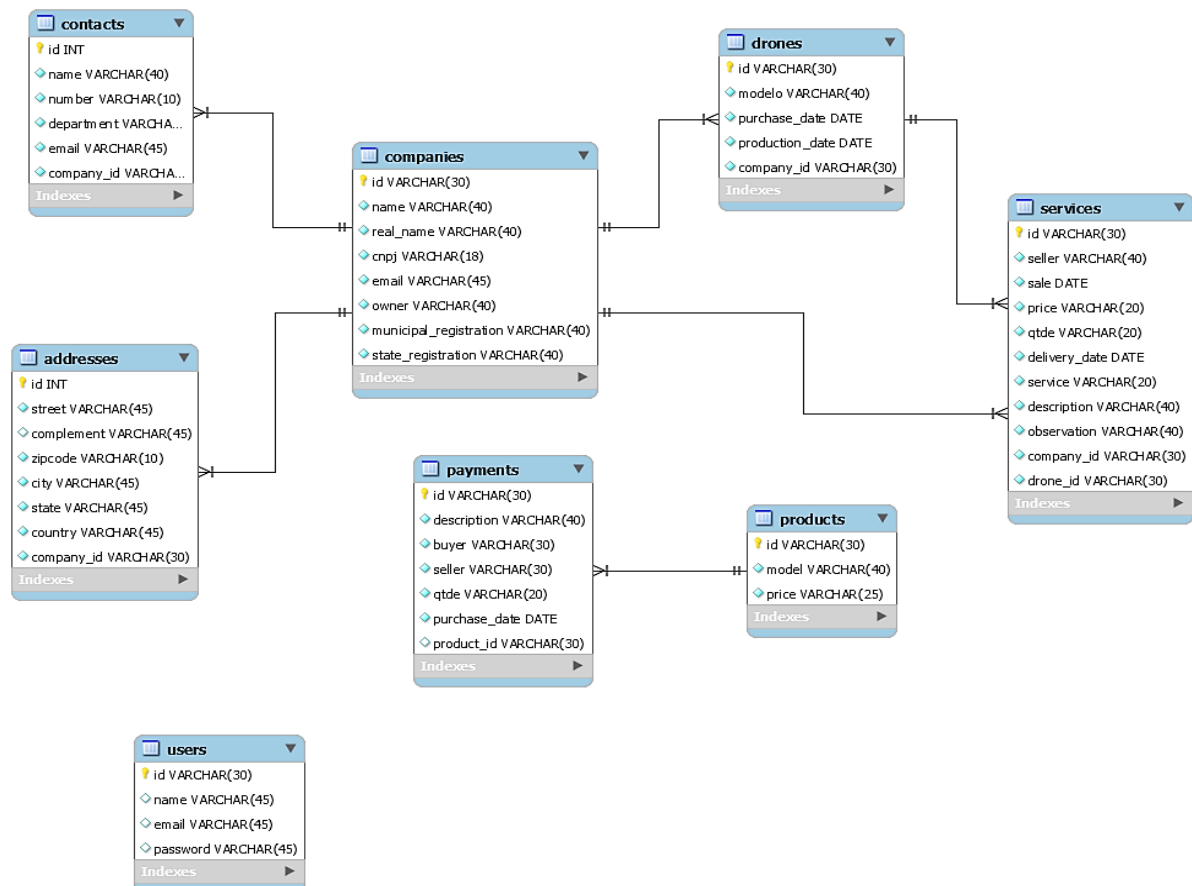 contacts
id INT
name VARCHAR(40)
number VARCHAR(10)
department VARCHA...
email VARCHAR(45)
company_id VARCHA...
Indexes
companies
id VARCHAR(30)
name VARCHAR(40)
real_name VARCHAR(40)
cnpj VARCHAR(18)
email VARCHAR(45)
owner VARCHAR(40)
municipal_registration VARCHAR(40)
state_registration VARCHAR(40)
Indexes
drones
id VARCHAR(30)
modelo VARCHAR(40)
purchase_date DATE
production_date DATE
company_id VARCHAR(30)
Indexes
services
id VARCHAR(30)
seller VARCHAR(40)
sale DATE
price VARCHAR(20)
qtde VARCHAR(20)
delivery_date DATE
service VARCHAR(20)
description VARCHAR(40)
observation VARCHAR(40)
company_id VARCHAR(30)
drone_id VARCHAR(30)
Indexes
addresses
id INT
street VARCHAR(45)
complement VARCHAR(45)
zipcode VARCHAR(10)
city VARCHAR(45)
state VARCHAR(45)
country VARCHAR(45)
company_id VARCHAR(30)
Indexes
payments
id VARCHAR(30)
description VARCHAR(40)
buyer VARCHAR(30)
seller VARCHAR(30)
qtde VARCHAR(20)
purchase_date DATE
product_id VARCHAR(30)
Indexes
products
id VARCHAR(30)
model VARCHAR(40)
price VARCHAR(25)
Indexes
users
id VARCHAR(30)
name VARCHAR(45)
email VARCHAR(45)
password VARCHAR(45)
Indexes